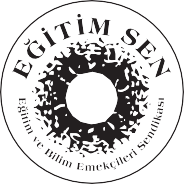 EĞİTİM SEN
Eğitim ve Bilim Emekçileri Sendikası